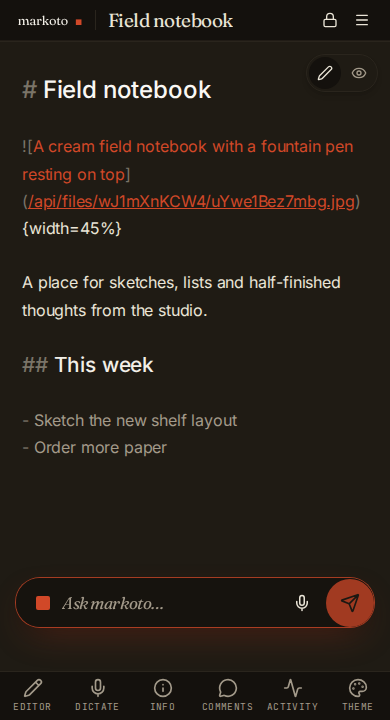 markoto
Field notebook
# Field notebook
![A cream field notebook with a fountain pen
resting on top]
(/api/files/wJ1mXnKCW4/uYwe1Bez7mbg.jpg)
{width=45%}
A place for sketches, lists and half-finished
thoughts from the studio.
## This week
- Sketch the new shelf layout
- Order more paper
Ask markoto...
EDITOR
DICTATE
INFO
COMMENTS
ACTIVITY
THEME